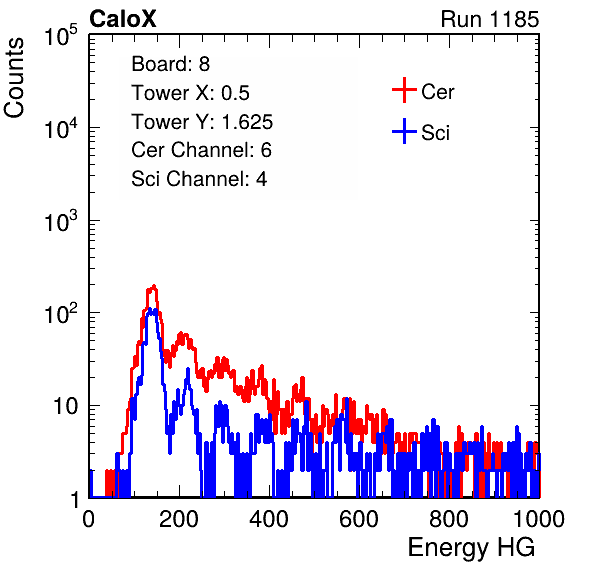 CaloX Run 1185
Counts
Board: 8
Tower X: 0.5
Tower Y: 1.625
Cer Channel: 6
Sci Channel: 4
Cer
Sci
10^5
10^4
10^3
10^2
10
1
0 200 400 600 800 1000
Energy HG